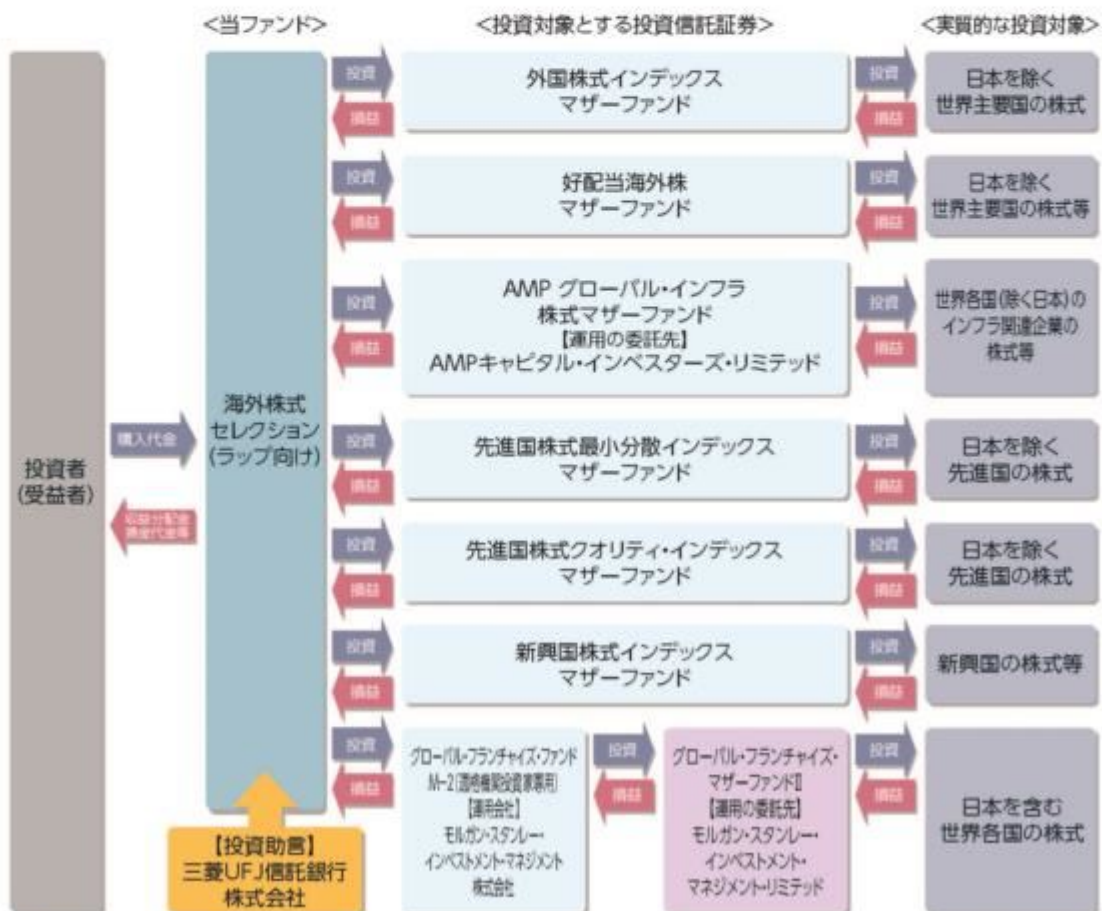 <当ファンド>
<投資対象とする投資信託証券>
<実質的な投資対象>
投資者
(受益者)
購入代金
収益分配金
換金代金等
海外株式
セレクション
(ラップ向け)
【投資助言】
三菱UFJ信託銀行
株式会社
投資
損益
外国株式インデックス
マザーファンド
投資
損益
日本を除く
世界主要国の株式
投資
損益
好配当海外株
マザーファンド
投資
損益
日本を除く
世界主要国の株式等
投資
損益
AMP グローバル・インフラ
株式マザーファンド
【運用の委託先】
AMPキャピタル・インベスターズ・リミテッド
投資
損益
世界各国(除く日本)の
インフラ関連企業の
株式等
投資
損益
先進国株式最小分散インデックス
マザーファンド
投資
損益
日本を除く
先進国の株式
投資
損益
先進国株式クオリティ・インデックス
マザーファンド
投資
損益
日本を除く
先進国の株式
投資
損益
新興国株式インデックス
マザーファンド
投資
損益
新興国の株式等
投資
損益
グローバル・フランチャイズ・ファンド
M-2(適格機関投資家専用)
【運用会社】
モルガン・スタンレー・
インベストメント・マネジメント
株式会社
投資
損益
グローバル・フランチャイズ・
マザーファンドⅡ
【運用の委託先】
モルガン・スタンレー・
インベストメント・
マネジメント・リミテッド
投資
損益
日本を含む
世界各国の株式